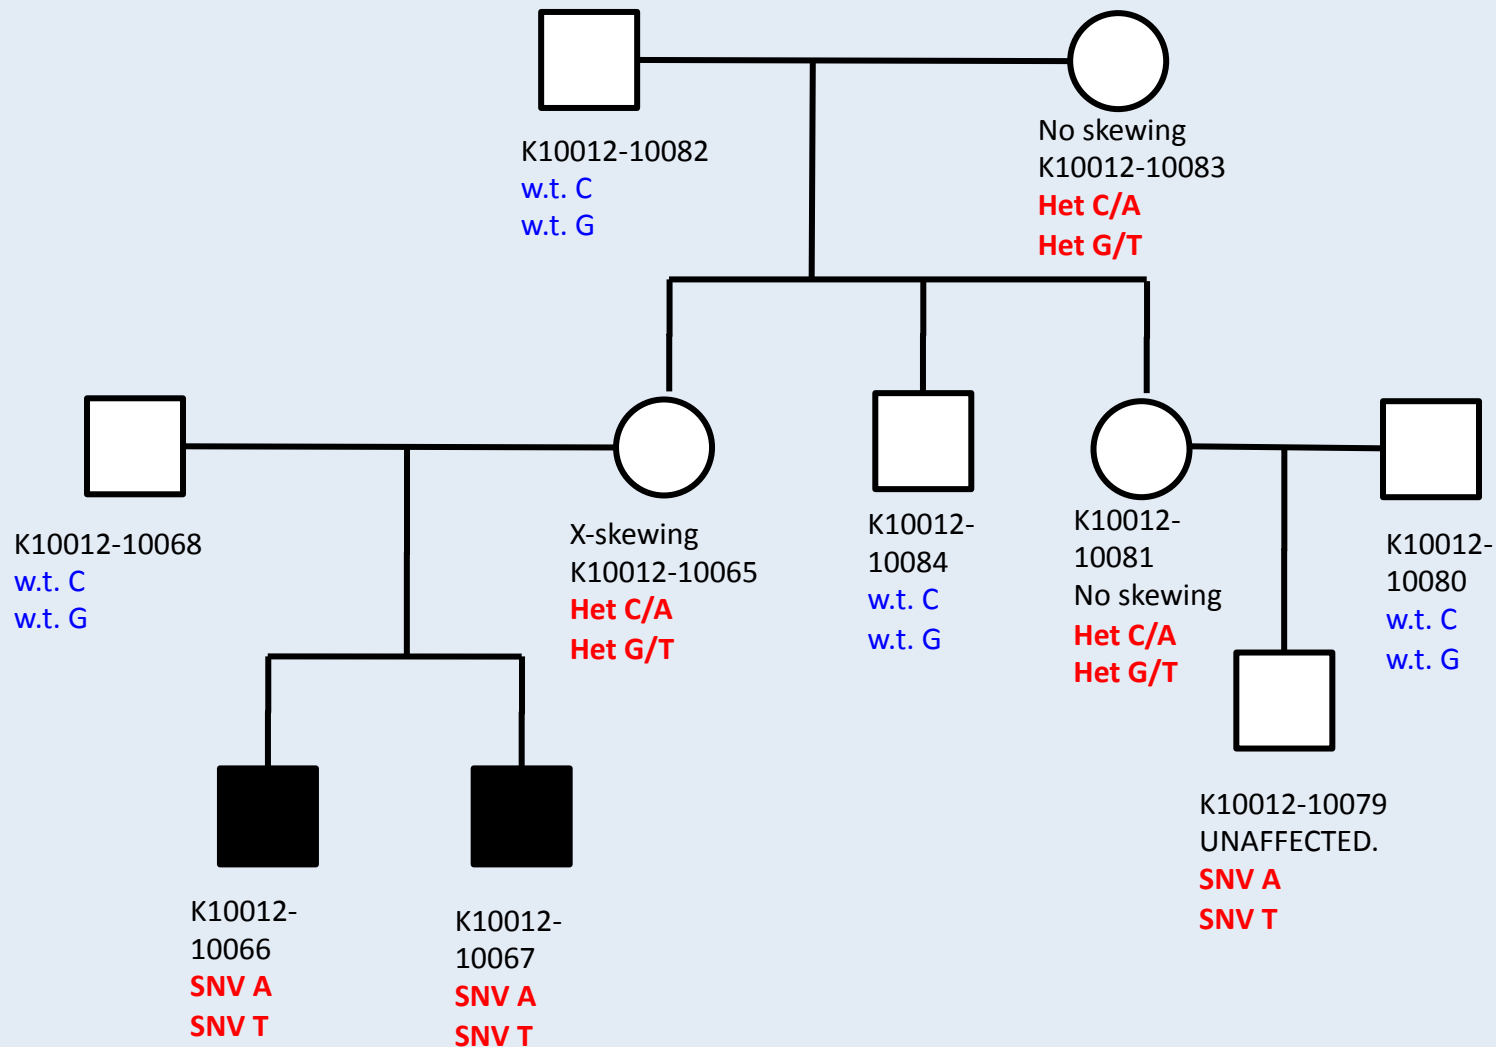 K10012-10082
w.t. C
w.t. G
No skewing
K10012-10083
Het C/A
Het G/T
K10012-10068
w.t. C
w.t. G
X-skewing
K10012-10065
Het C/A
Het G/T
K10012-
10084
w.t. C
w.t. G
K10012-
10081
No skewing
Het C/A
Het G/T
K10012-
10080
w.t. C
w.t. G
K10012-
10066
SNV A
SNV T
K10012-
10067
SNV A
SNV T
K10012-10079
UNAFFECTED.
SNV A
SNV T